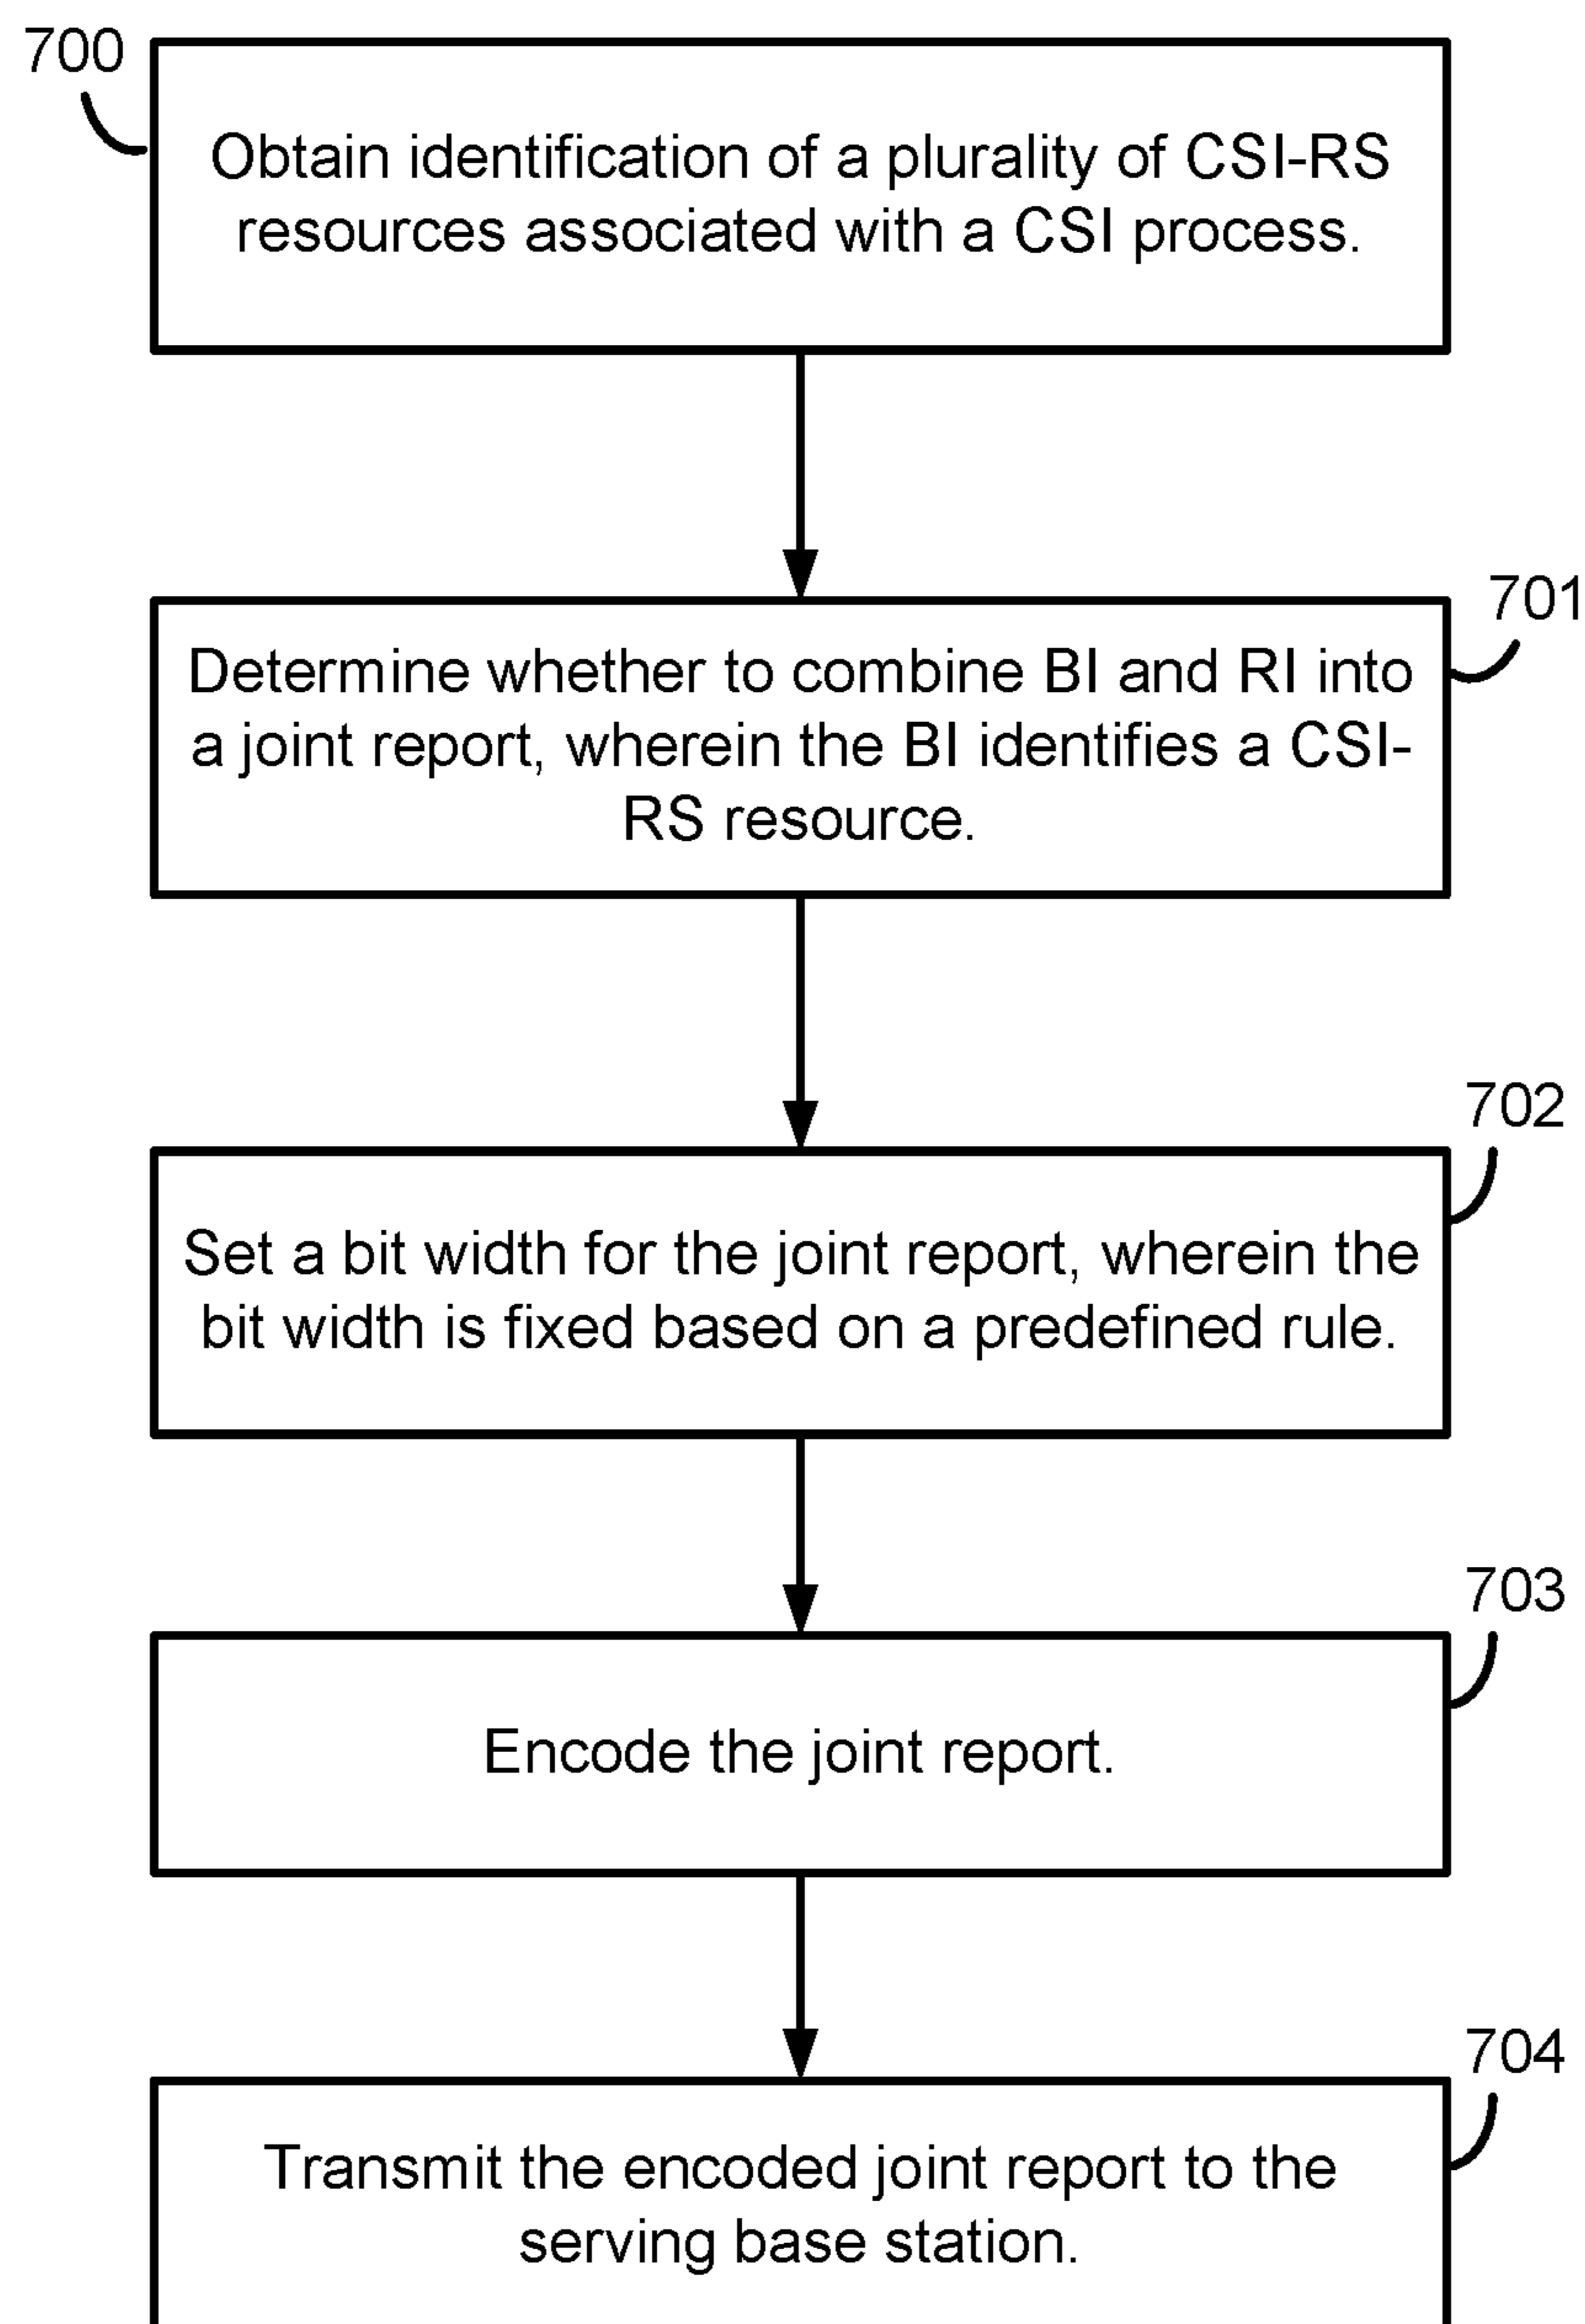 700
Obtain identification of a plurality of CSI-RS
resources associated with a CSI process.
701
Determine whether to combine BI and RI into
a joint report, wherein the BI identifies a CSI-
RS resource.
702
Set a bit width for the joint report, wherein the
bit width is fixed based on a predefined rule.
703
Encode the joint report.
704
Transmit the encoded joint report to the
serving base station.